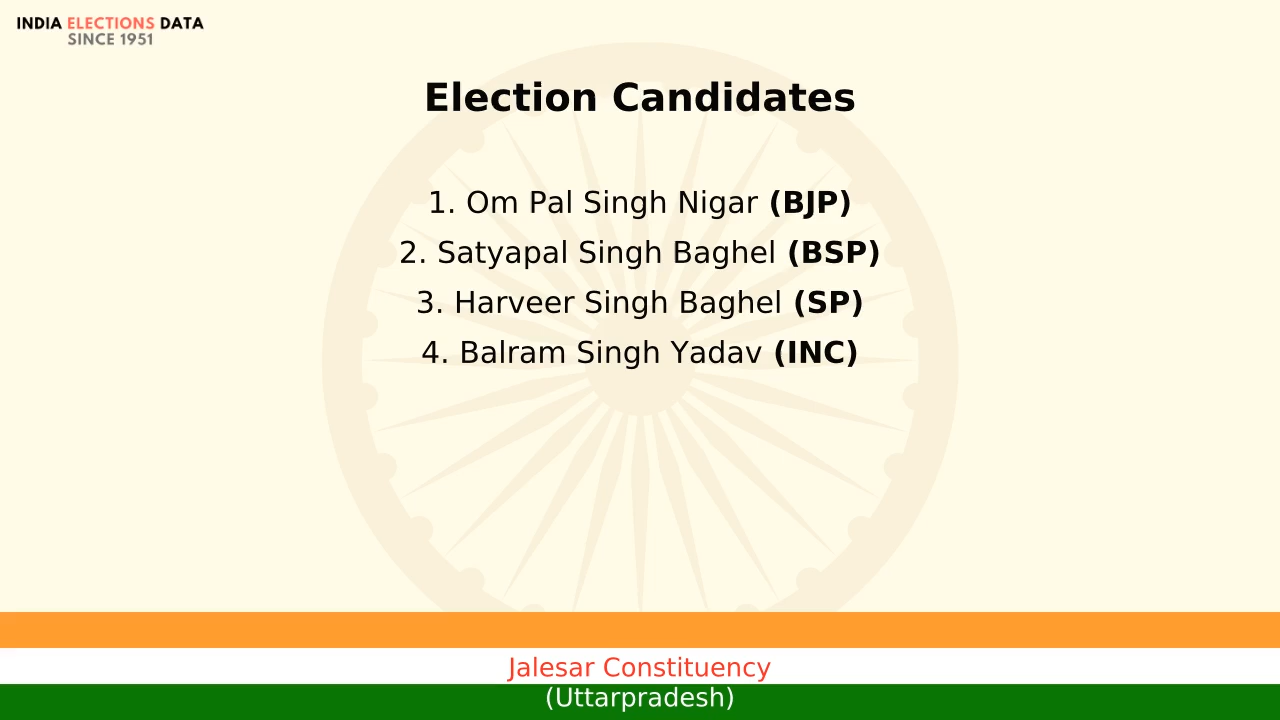 INDIA ELECTIONS DATA
SINCE 1951
Election Candidates
1. Om Pal Singh Nigar (BJP)
2. Satyapal Singh Baghel (BSP)
3. Harveer Singh Baghel (SP)
4. Balram Singh Yadav (INC)
Jalesar Constituency
(Uttarpradesh)